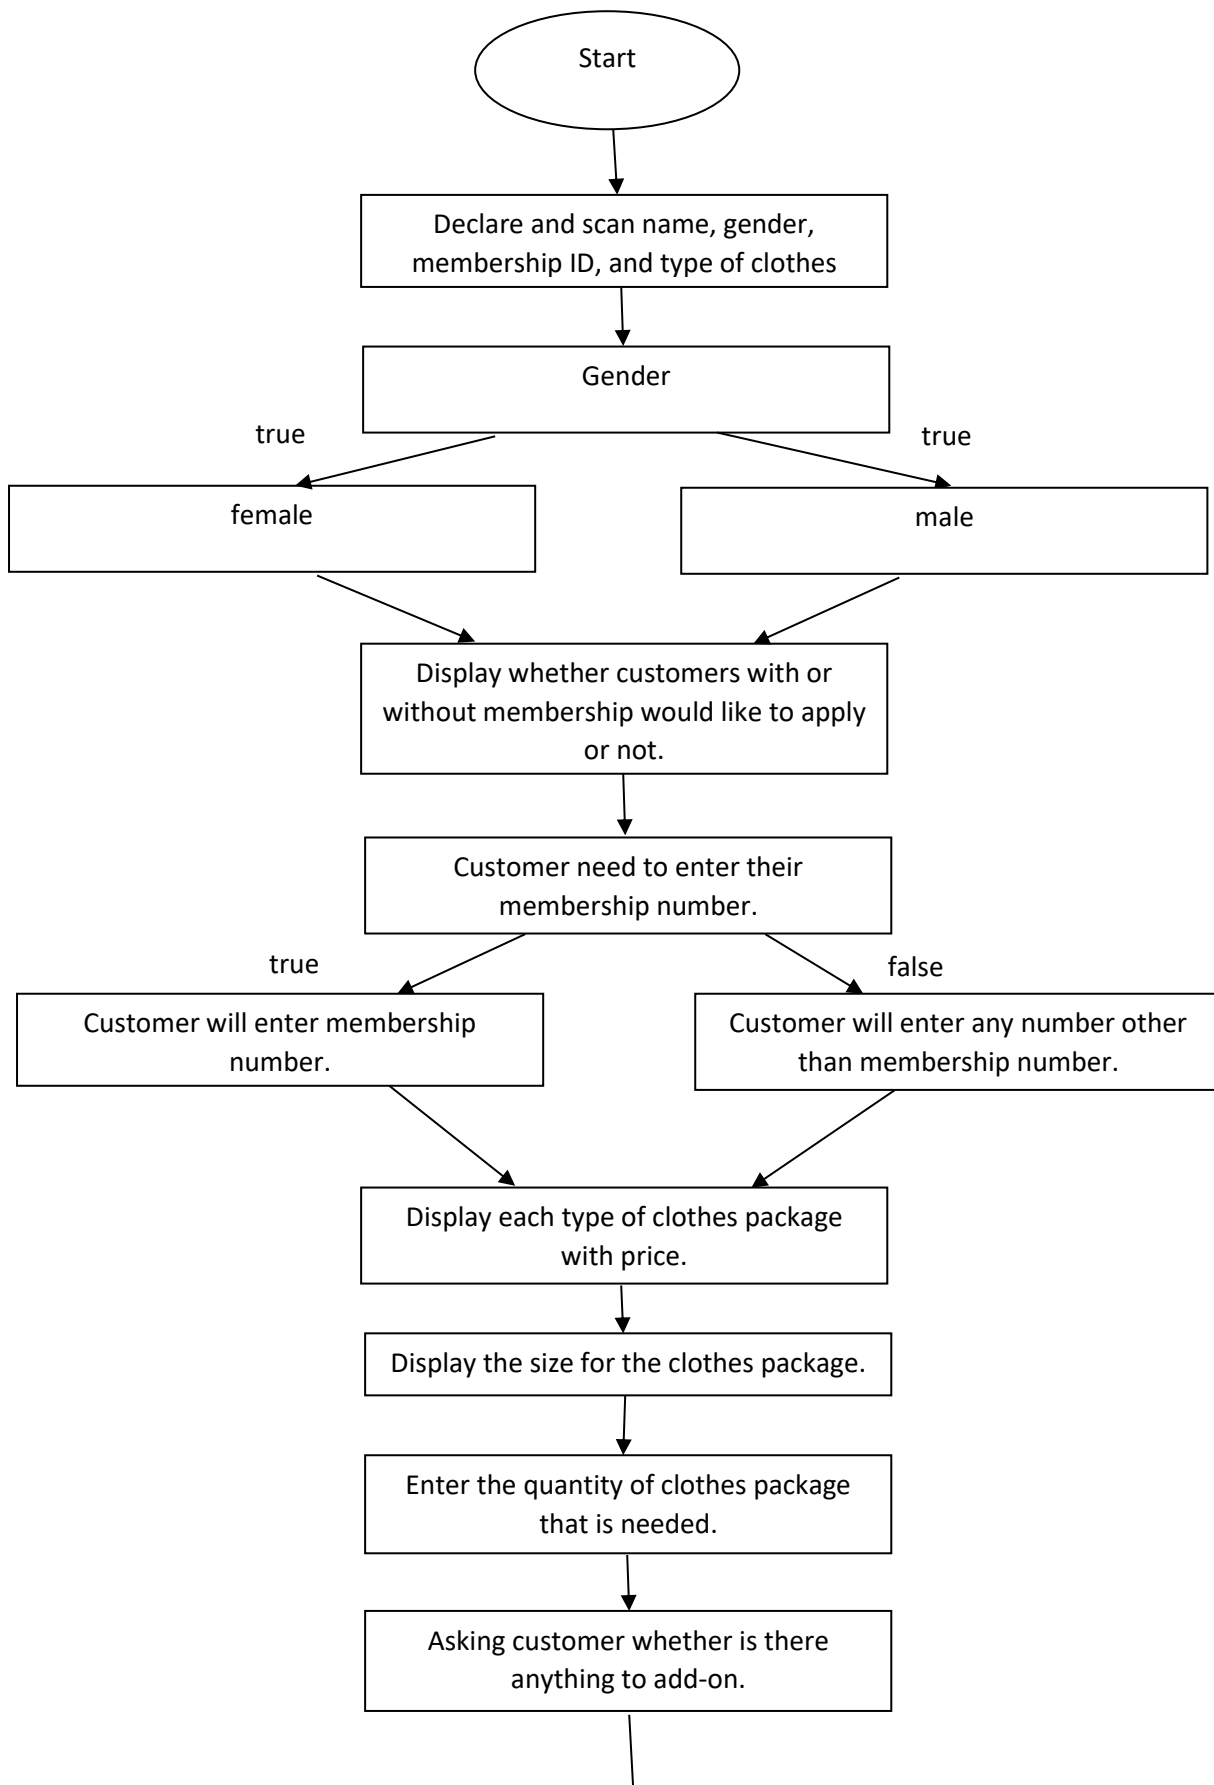 Start
Declare and scan name, gender,
membership ID, and type of clothes
Gender
true
true
female
male
Display whether customers with or
without membership would like to apply
or not.
Customer need to enter their
membership number.
true
false
Customer will enter membership
number.
Customer will enter any number other
than membership number.
Display each type of clothes package
with price.
Display the size for the clothes package.
Enter the quantity of clothes package
that is needed.
Asking customer whether is there
anything to add-on.